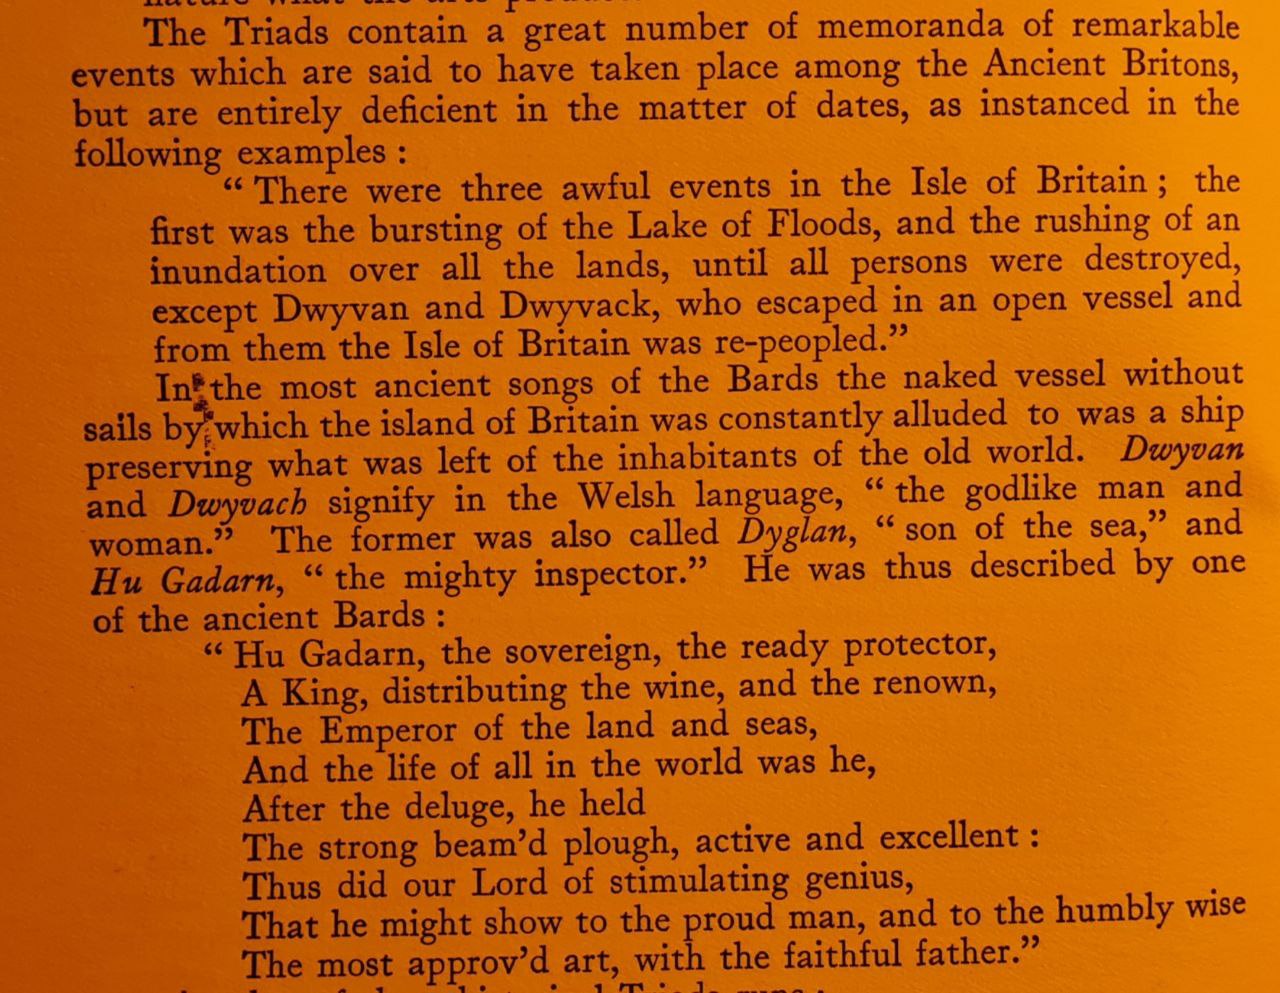 The Triads contain a great number of memoranda of remarkable
events which are said to have taken place among the Ancient Britons,
but are entirely deficient in the matter of dates, as instanced in the
following examples :
“ There were three awful events in the Isle of Britain ; the
first was the bursting of the Lake of Floods, and the rushing of an
inundation over all the lands, until all persons were destroyed,
except Dwyvan and Dwyvack, who escaped in an open vessel and
from them the Isle of Britain was re-peopled.”
In the most ancient songs of the Bards the naked vessel without
sails by which the island of Britain was constantly alluded to was a ship
preserving what was left of the inhabitants of the old world. Dwyvan
and Dwyvach signify in the Welsh language, “ the godlike man and
woman.” The former was also called Dyglan, “ son of the sea,” and
Hu Gadarn, “ the mighty inspector.” He was thus described by one
of the ancient Bards :
“ Hu Gadarn, the sovereign, the ready protector,
A King, distributing the wine, and the renown,
The Emperor of the land and seas,
And the life of all in the world was he,
After the deluge, he held
The strong beam’d plough, active and excellent :
Thus did our Lord of stimulating genius,
That he might show to the proud man, and to the humbly wise
The most approv’d art, with the faithful father.”